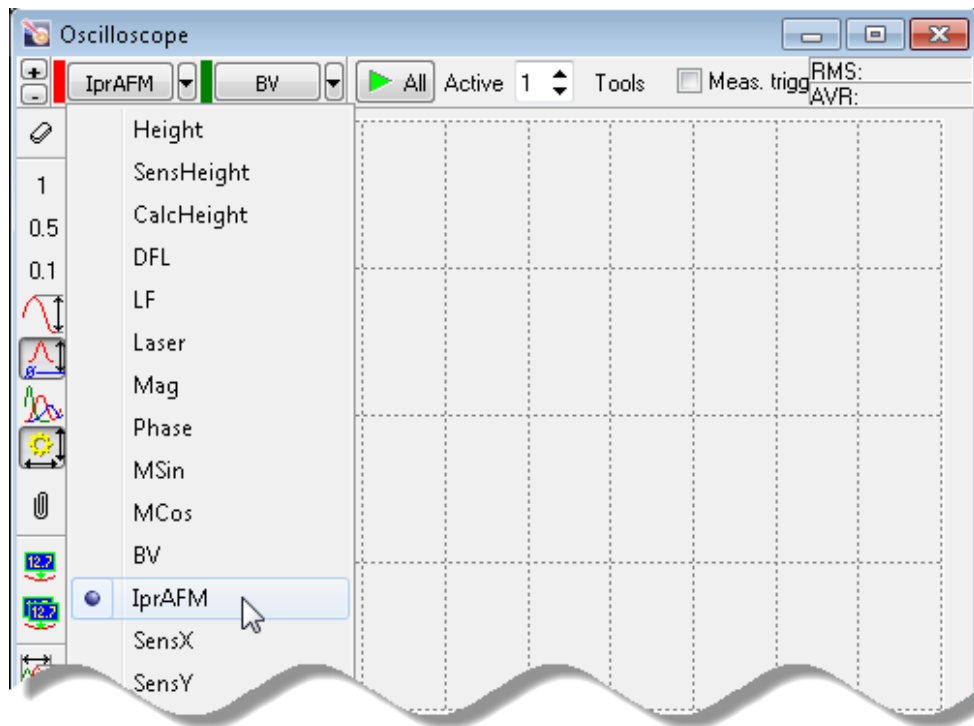 Oscilloscope
+ IprAFM BV All Active 1 Tools Meas. trigg RMS:
- AVR:
Height
SensHeight
1
CalcHeight
0.5
DFL
0.1
LF
Laser
Mag
Phase
MSin
MCos
BV
12.7
IprAFM
12.7
SensX
SensY